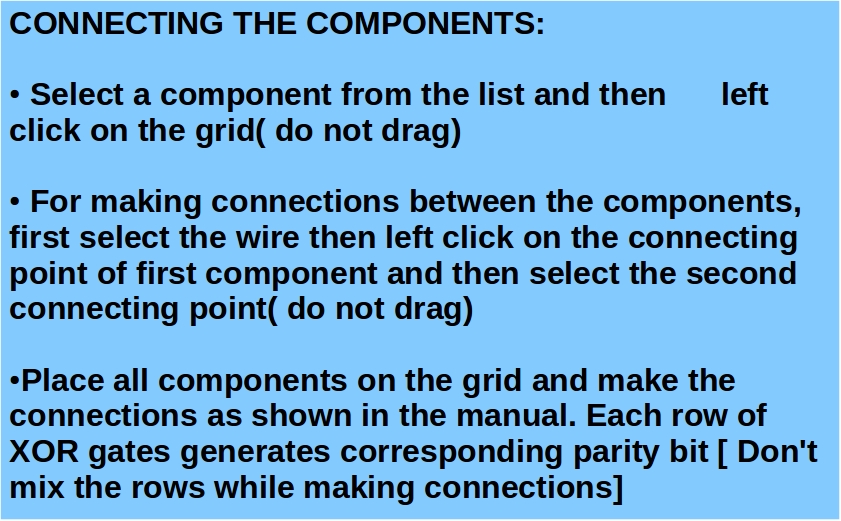 CONNECTING THE COMPONENTS:
• Select a component from the list and then left
click on the grid( do not drag)
• For making connections between the components,
first select the wire then left click on the connecting
point of first component and then select the second
connecting point( do not drag)
•Place all components on the grid and make the
connections as shown in the manual. Each row of
XOR gates generates corresponding parity bit [ Don't
mix the rows while making connections]